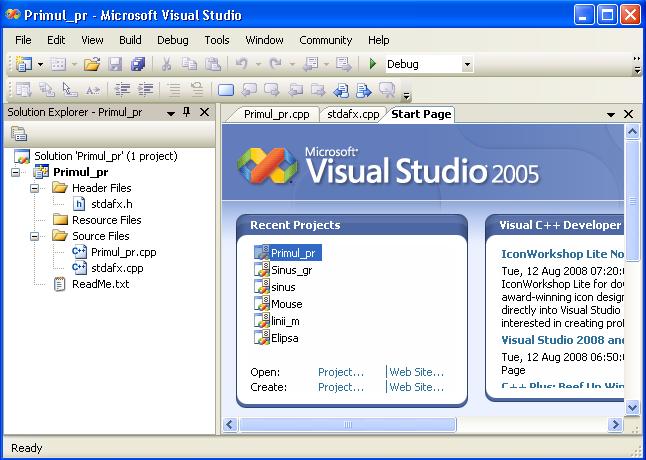 Primul_pr - Microsoft Visual Studio
File Edit View Build Debug Tools Window Community Help
Debug
Solution Explorer - Primul_pr
Primul_pr.cpp stdafx.cpp Start Page
Solution 'Primul_pr' (1 project)
Primul_pr
Header Files
stdafx.h
Resource Files
Source Files
Primul_pr.cpp
stdafx.cpp
ReadMe.txt
Microsoft®
Visual Studio 2005
Recent Projects
Primul_pr
Sinus_gr
sinus
Mouse
linii_m
Elipsa
Open: Project... Web Site...
Create: Project... Web Site...
Visual C++ Developer
IconWorkshop Lite No
Tue, 12 Aug 2008 07:20:
IconWorkshop Lite for do
award-winning icon desig
directly into Visual Studio
interested in creating pro
Visual Studio 2008 and
Tue, 12 Aug 2008 06:50:
Page
C++ Plus: Beef Up Win
Ready